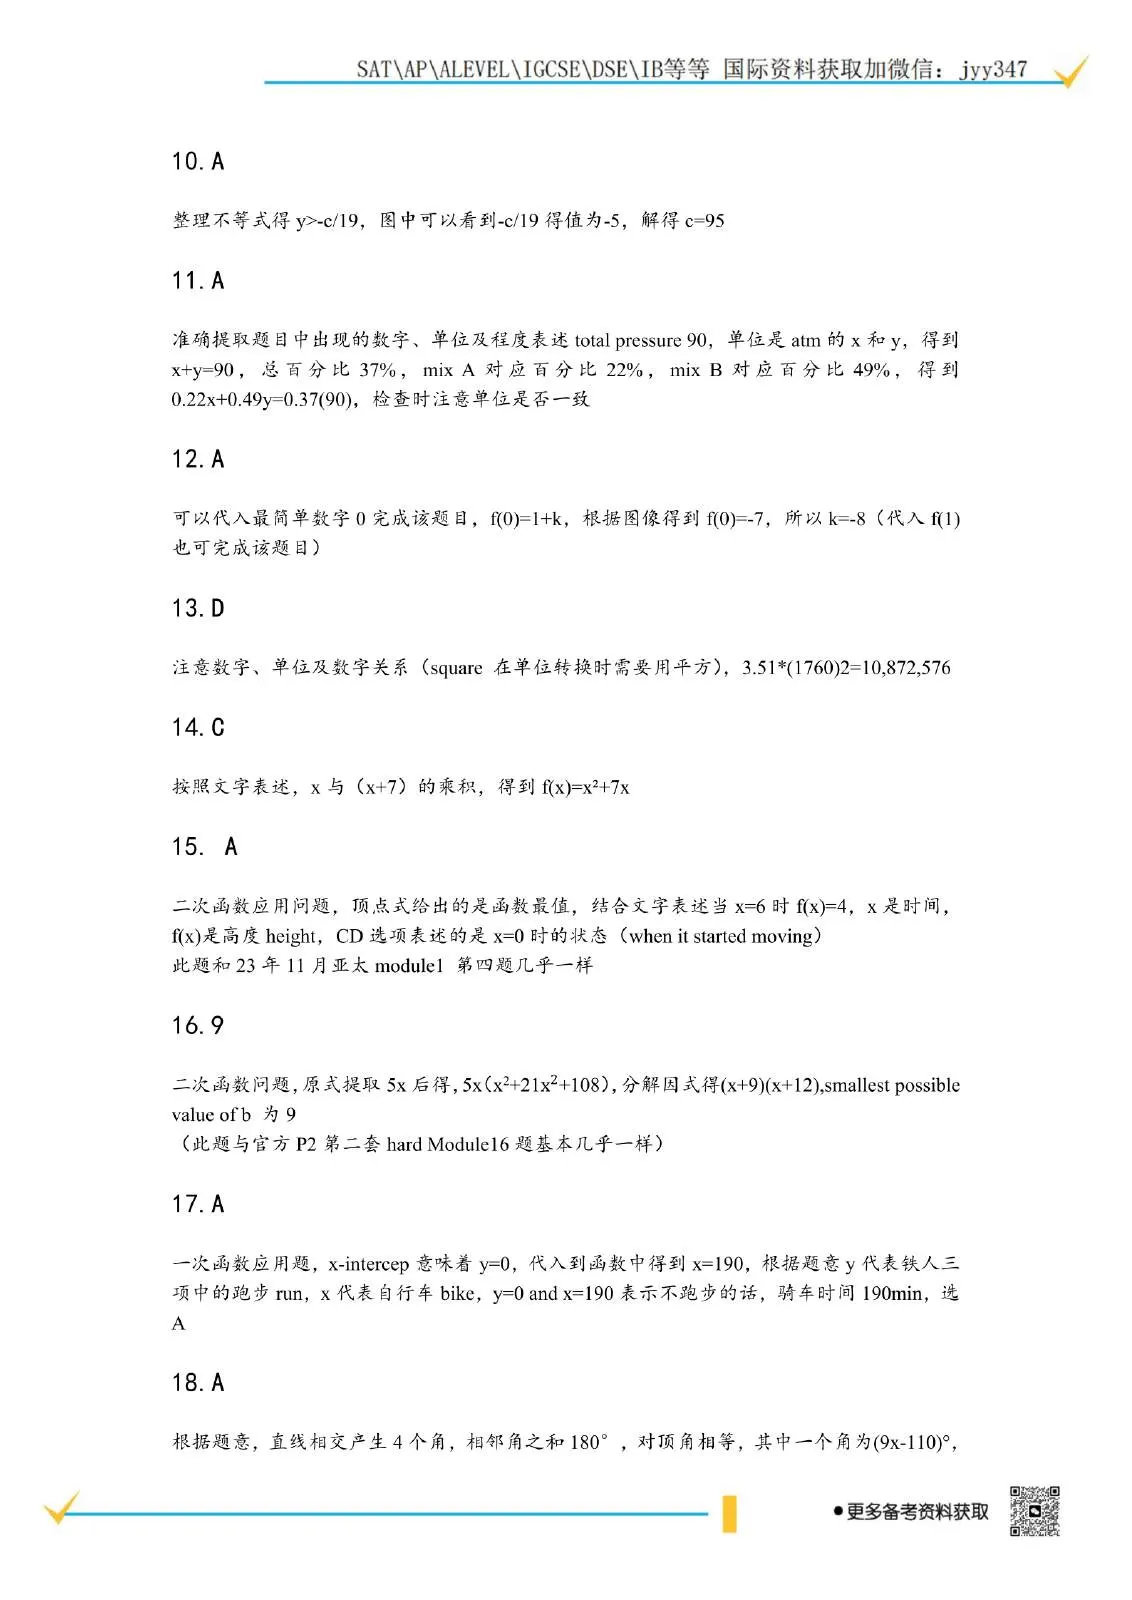 SAT\AP\ALEVEL\IGCSE\DSE\IB等等 国际资料获取加微信：jyy347
10.A
整理不等式得 y>-c/19，图中可以看到-c/19 得值为-5，解得 c=95
11.A
准确提取题目中出现的数字、单位及程度表述 total pressure 90，单位是 atm 的 x 和 y，得到
x+y=90，总百分比 37%，mix A 对应百分比 22%，mix B 对应百分比 49%，得到
0.22x+0.49y=0.37(90)，检查时注意单位是否一致
12.A
可以代入最简单数字 0 完成该题目，f(0)=1+k，根据图像得到 f(0)=-7，所以 k=-8（代入 f(1)
也可完成该题目）
13.D
注意数字、单位及数字关系（square 在单位转换时需要用平方），3.51*(1760)2=10,872,576
14.C
按照文字表述，x 与（x+7）的乘积，得到 f(x)=x²+7x
15. A
二次函数应用问题，顶点式给出的是函数最值，结合文字表述当 x=6 时 f(x)=4，x 是时间，
f(x)是高度 height，CD 选项表述的是 x=0 时的状态（when it started moving）
此题和 23 年 11 月亚太 module1 第四题几乎一样
16.9
二次函数问题,原式提取 5x 后得,5x(x²+21x²+108),分解因式得(x+9)(x+12),smallest possible
value of b 为 9
（此题与官方 P2 第二套 hard Module16 题基本几乎一样）
17.A
一次函数应用题，x-intercep 意味着 y=0，代入到函数中得到 x=190，根据题意 y 代表铁人三
项中的跑步 run，x 代表自行车 bike，y=0 and x=190 表示不跑步的话，骑车时间 190min，选
A
18.A
根据题意，直线相交产生 4 个角，相邻角之和 180°，对顶角相等，其中一个角为(9x-110)°，
●更多备考资料获取